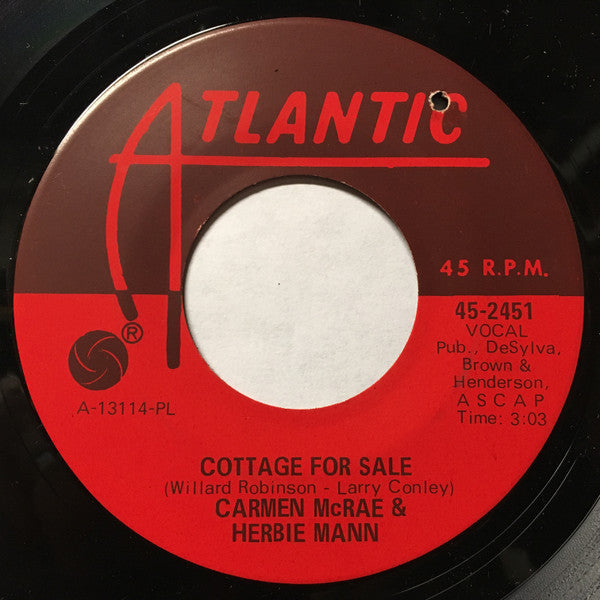 ATLANTIC
45 R.P.M.
®
A-13114-PL
45-2451
VOCAL
Pub., DeSylva,
Brown &
Henderson,
ASCAP
Time: 3:03
COTTAGE FOR SALE
(Willard Robinson - Larry Conley)
CARMEN McRAE &
HERBIE MANN